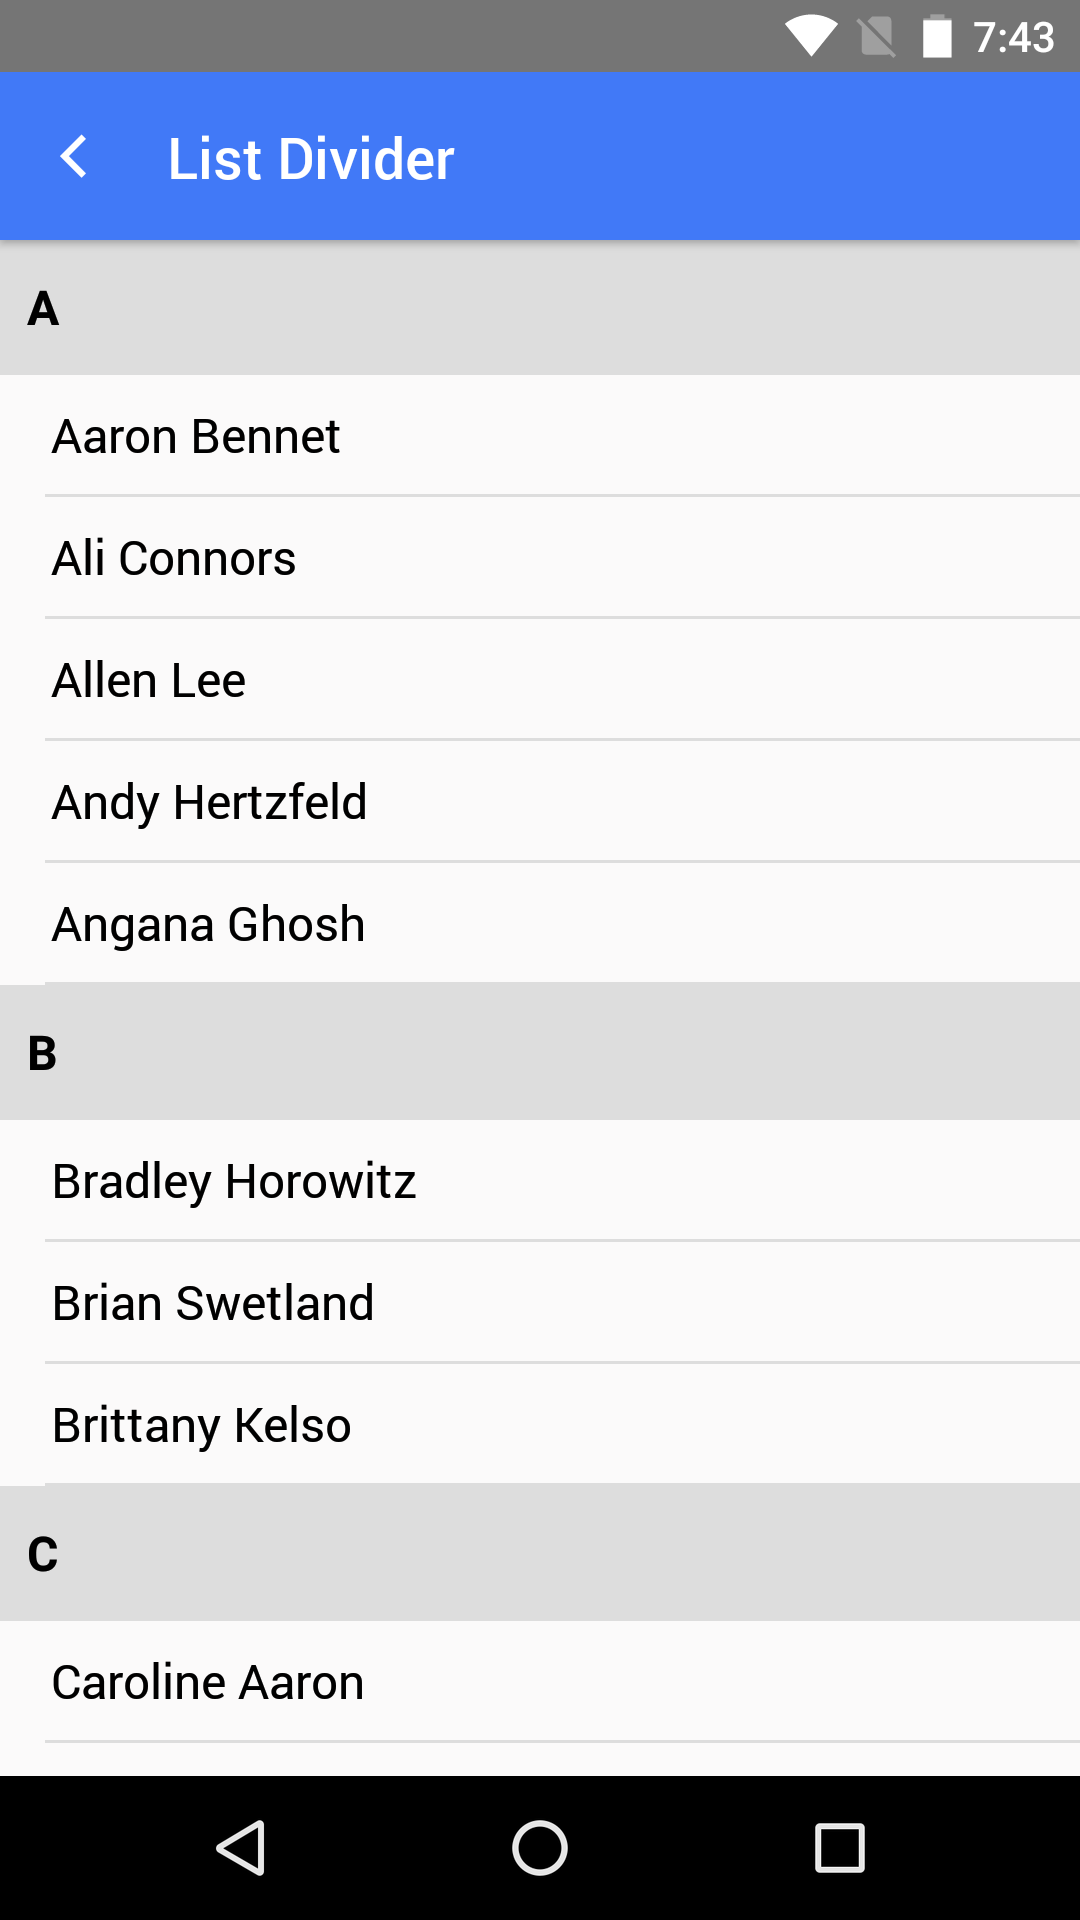 7:43
List Divider
A
Aaron Bennet
Ali Connors
Allen Lee
Andy Hertzfeld
Angana Ghosh
B
Bradley Horowitz
Brian Swetland
Brittany Kelso
C
Caroline Aaron